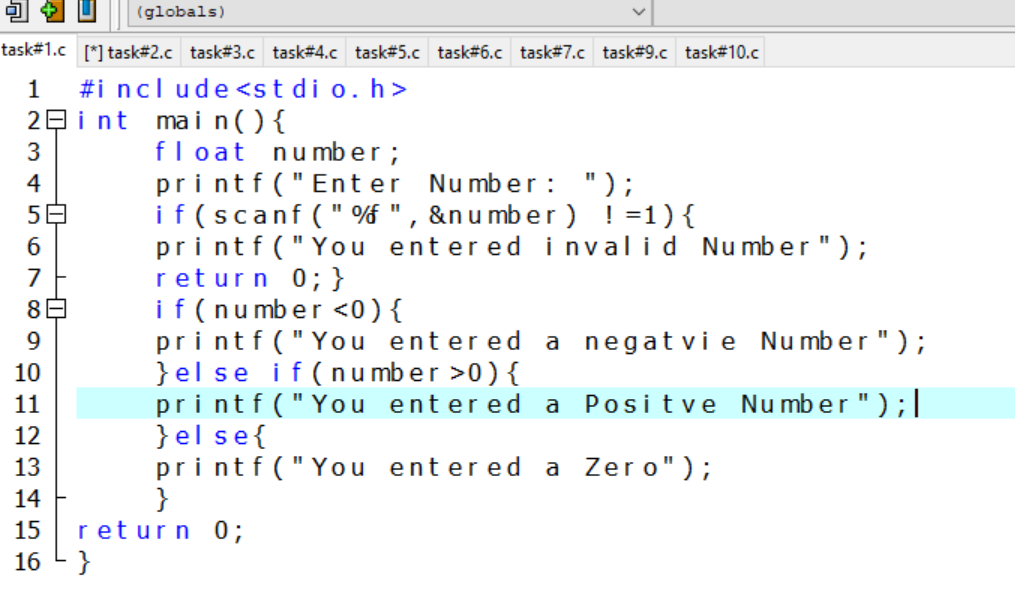 (globals)
task#1.c [*] task#2.c task#3.c task#4.c task#5.c task#6.c task#7.c task#9.c task#10.c
1 #include<stdio.h>
2 int main(){
3 float number;
4 printf("Enter Number: ");
5 if(scanf("%f",&number) !=1){
6 printf("You entered invalid Number");
7 return 0;}
8 if(number<0){
9 printf("You entered a negatvie Number");
10 }else if(number>0){
11 printf("You entered a Positve Number");
12 }else{
13 printf("You entered a Zero");
14 }
15 return 0;
16 }